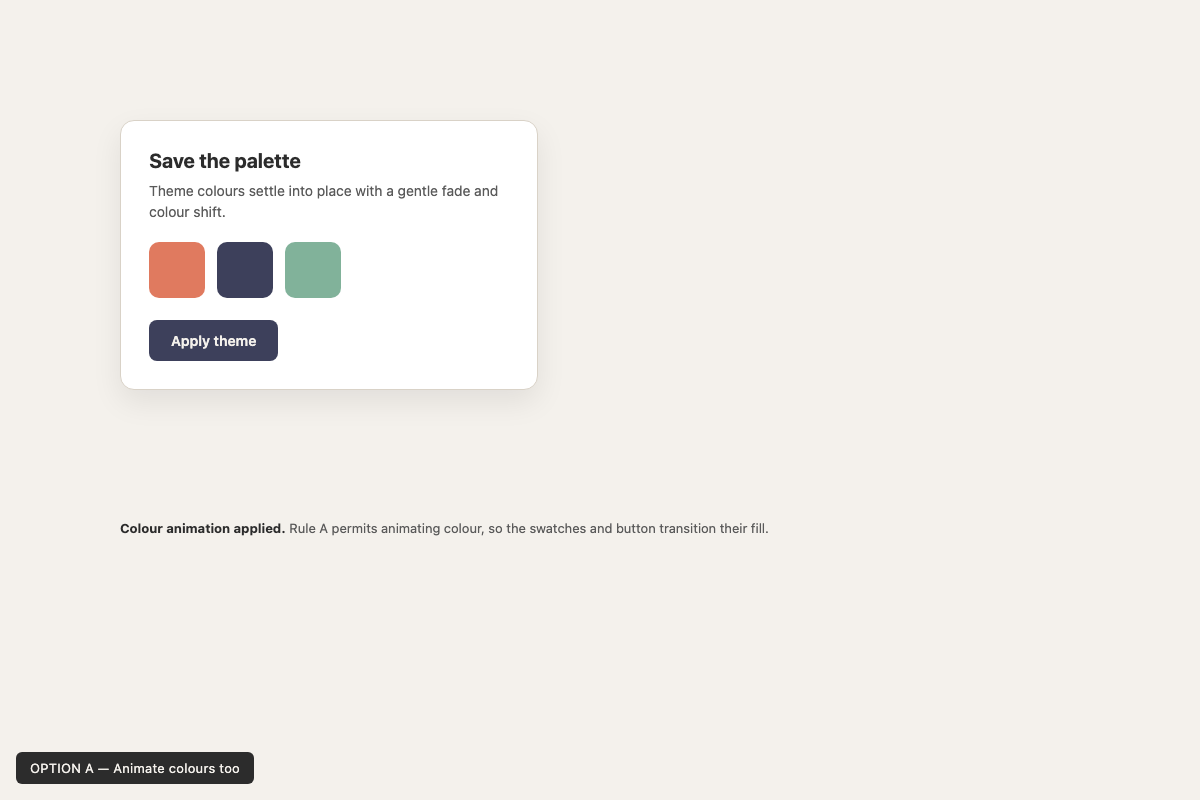 Save the palette
Theme colours settle into place with a gentle fade and
colour shift.
Apply theme
Colour animation applied. Rule A permits animating colour, so the swatches and button transition their fill.
OPTION A — Animate colours too